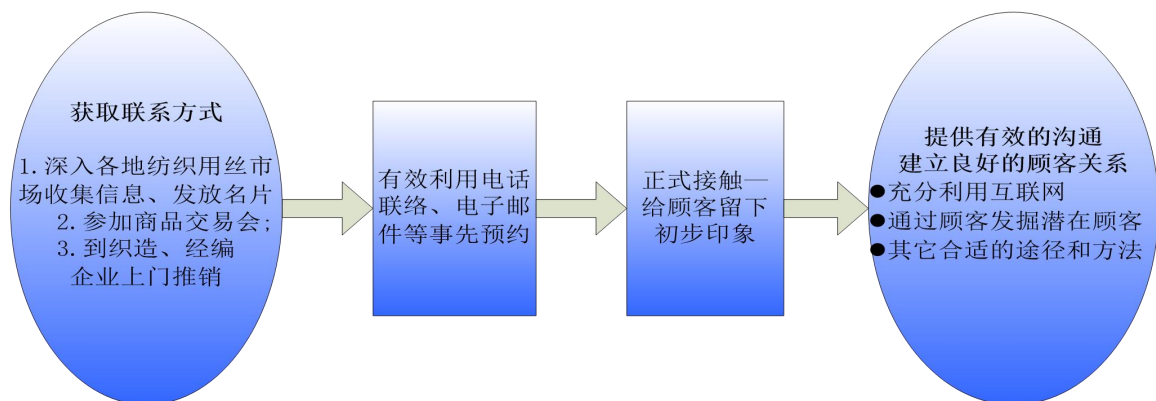 获取联系方式
1.深入各地纺织用丝市
场收集信息、发放名片
2.参加商品交易会;
3.到织造、经编
企业上门推销
有效利用电话
联络、电子邮
件等事先预约
正式接触—
给顾客留下
初步印象
提供有效的沟通
建立良好的顾客关系
●充分利用互联网
●通过顾客发掘潜在顾客
●其它合适的途径和方法